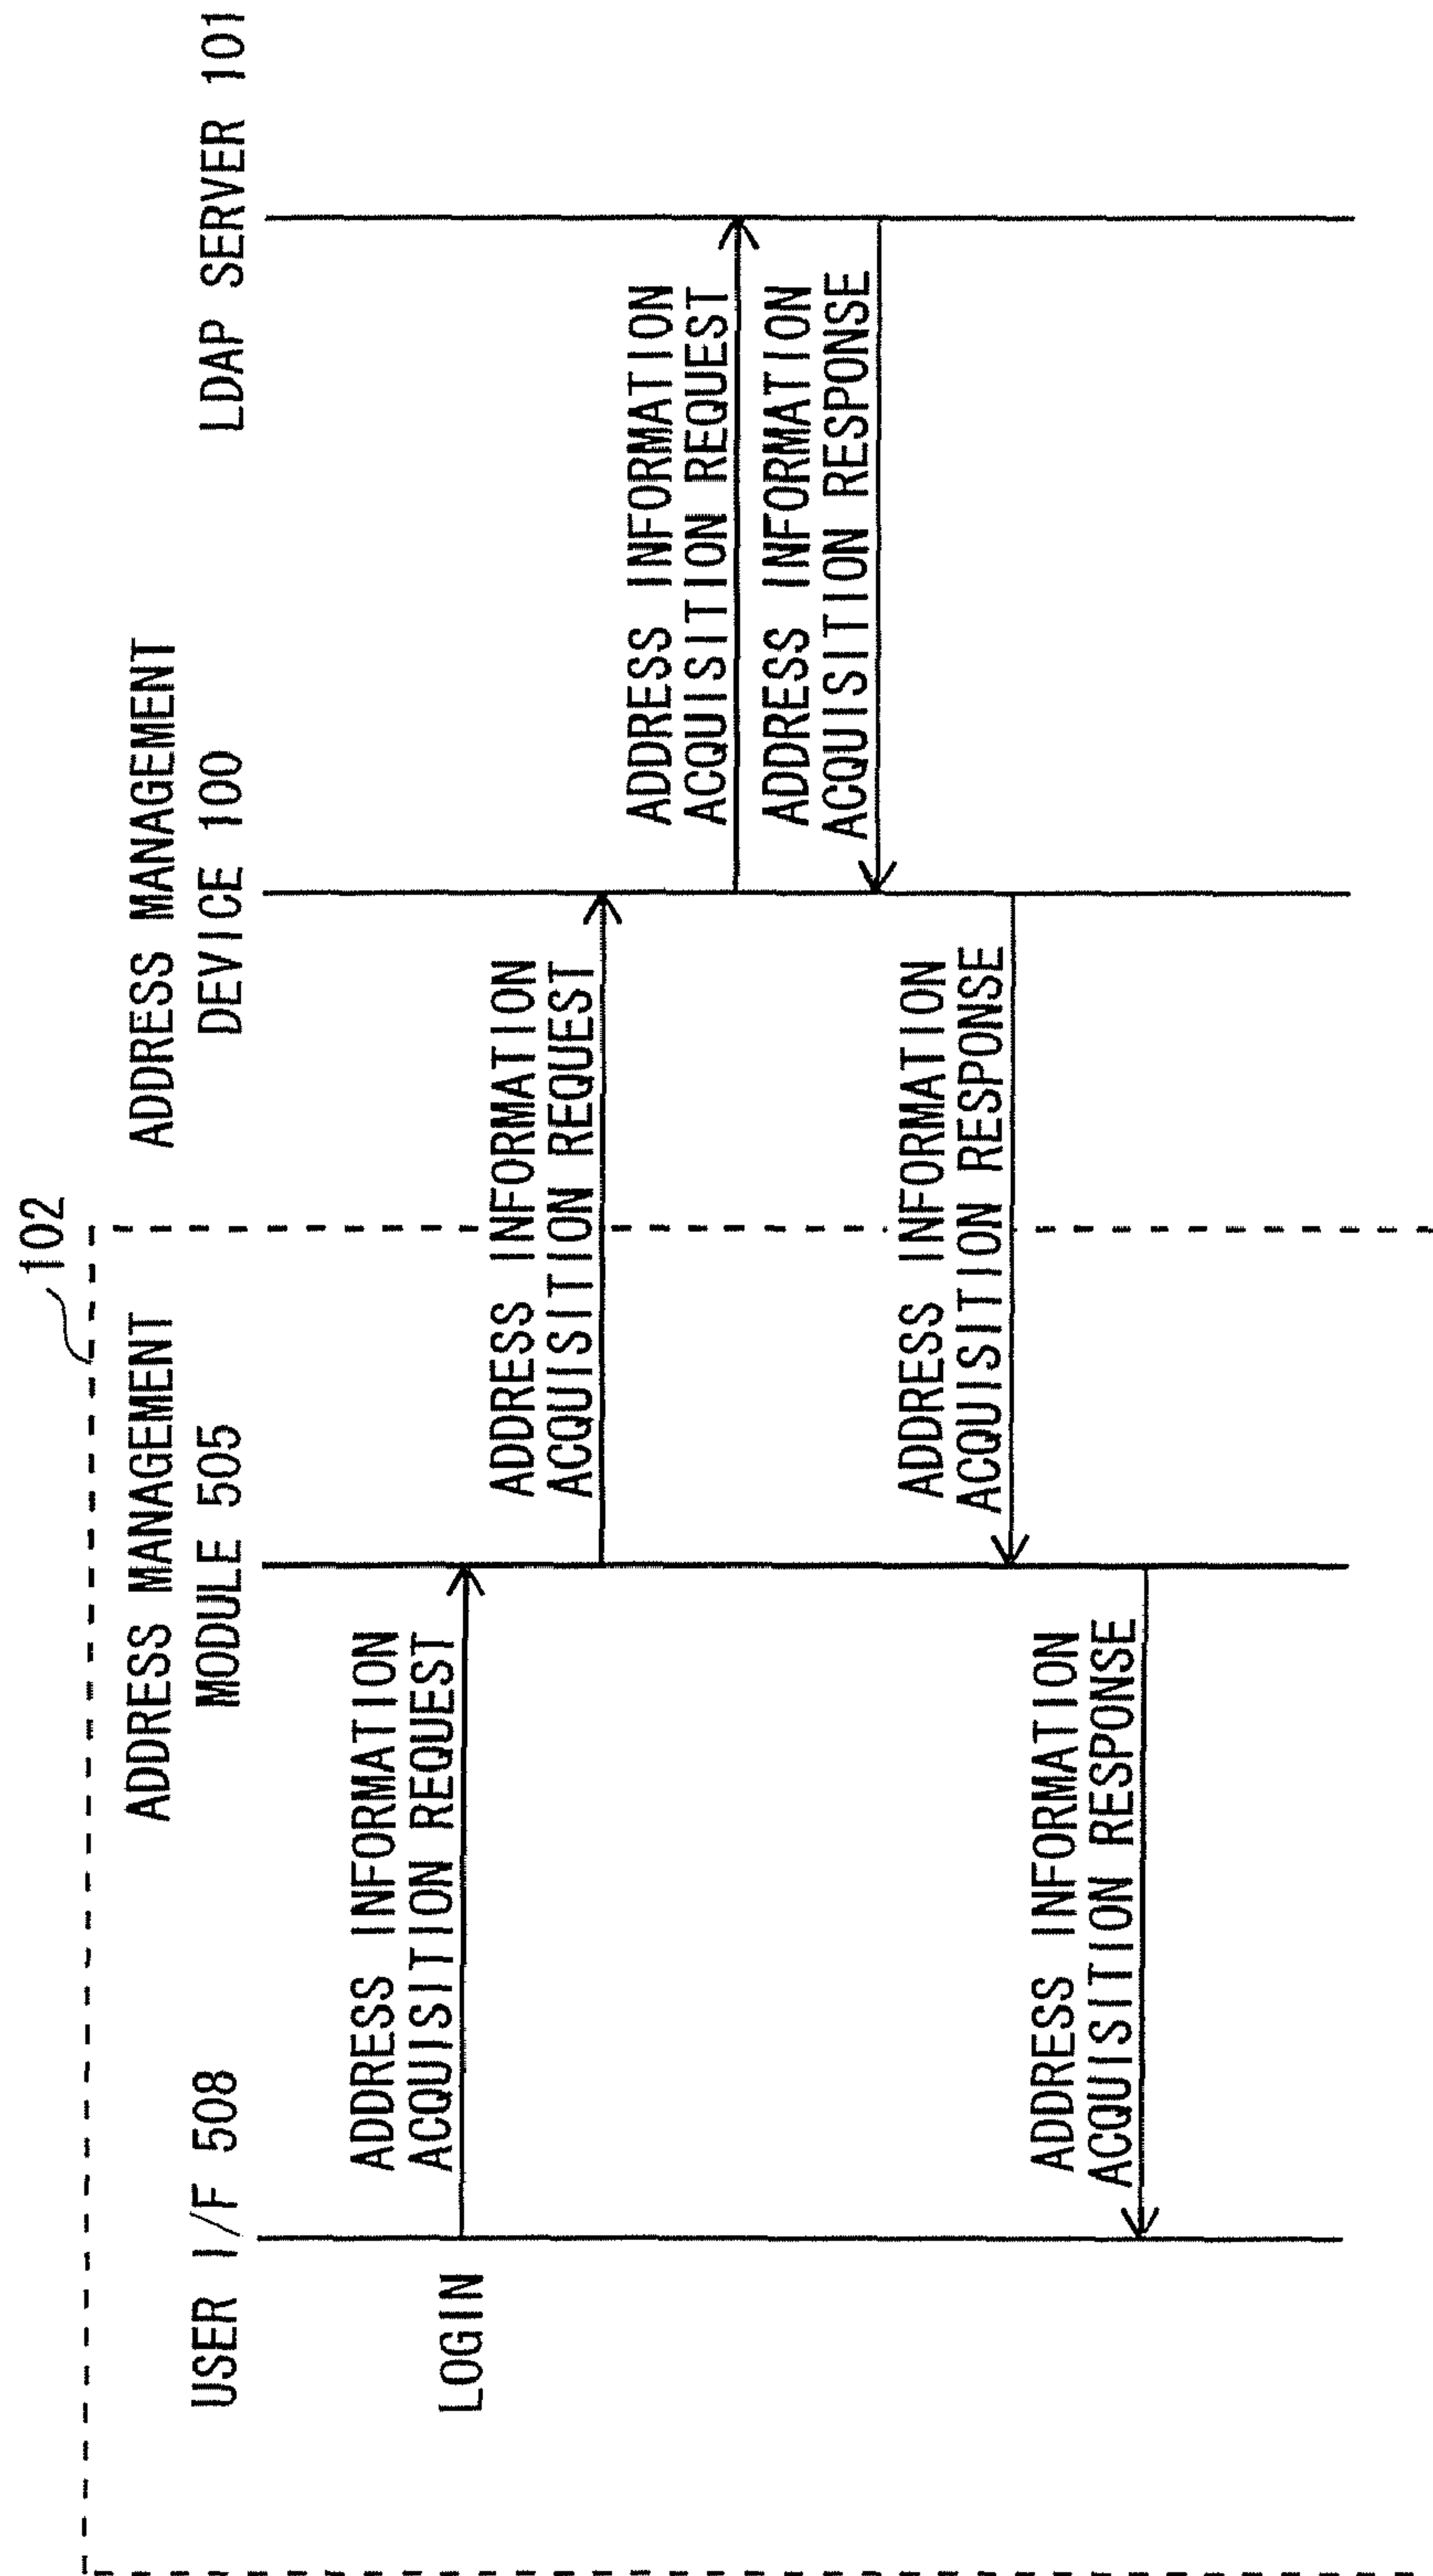 102
USER I/F 508
ADDRESS MANAGEMENT
MODULE 505
ADDRESS MANAGEMENT
DEVICE 100
LDAP SERVER 101
LOGIN
ADDRESS INFORMATION
ACQUISITION REQUEST
ADDRESS INFORMATION
ACQUISITION REQUEST
ADDRESS INFORMATION
ACQUISITION REQUEST
ADDRESS INFORMATION
ACQUISITION RESPONSE
ADDRESS INFORMATION
ACQUISITION RESPONSE
ADDRESS INFORMATION
ACQUISITION RESPONSE